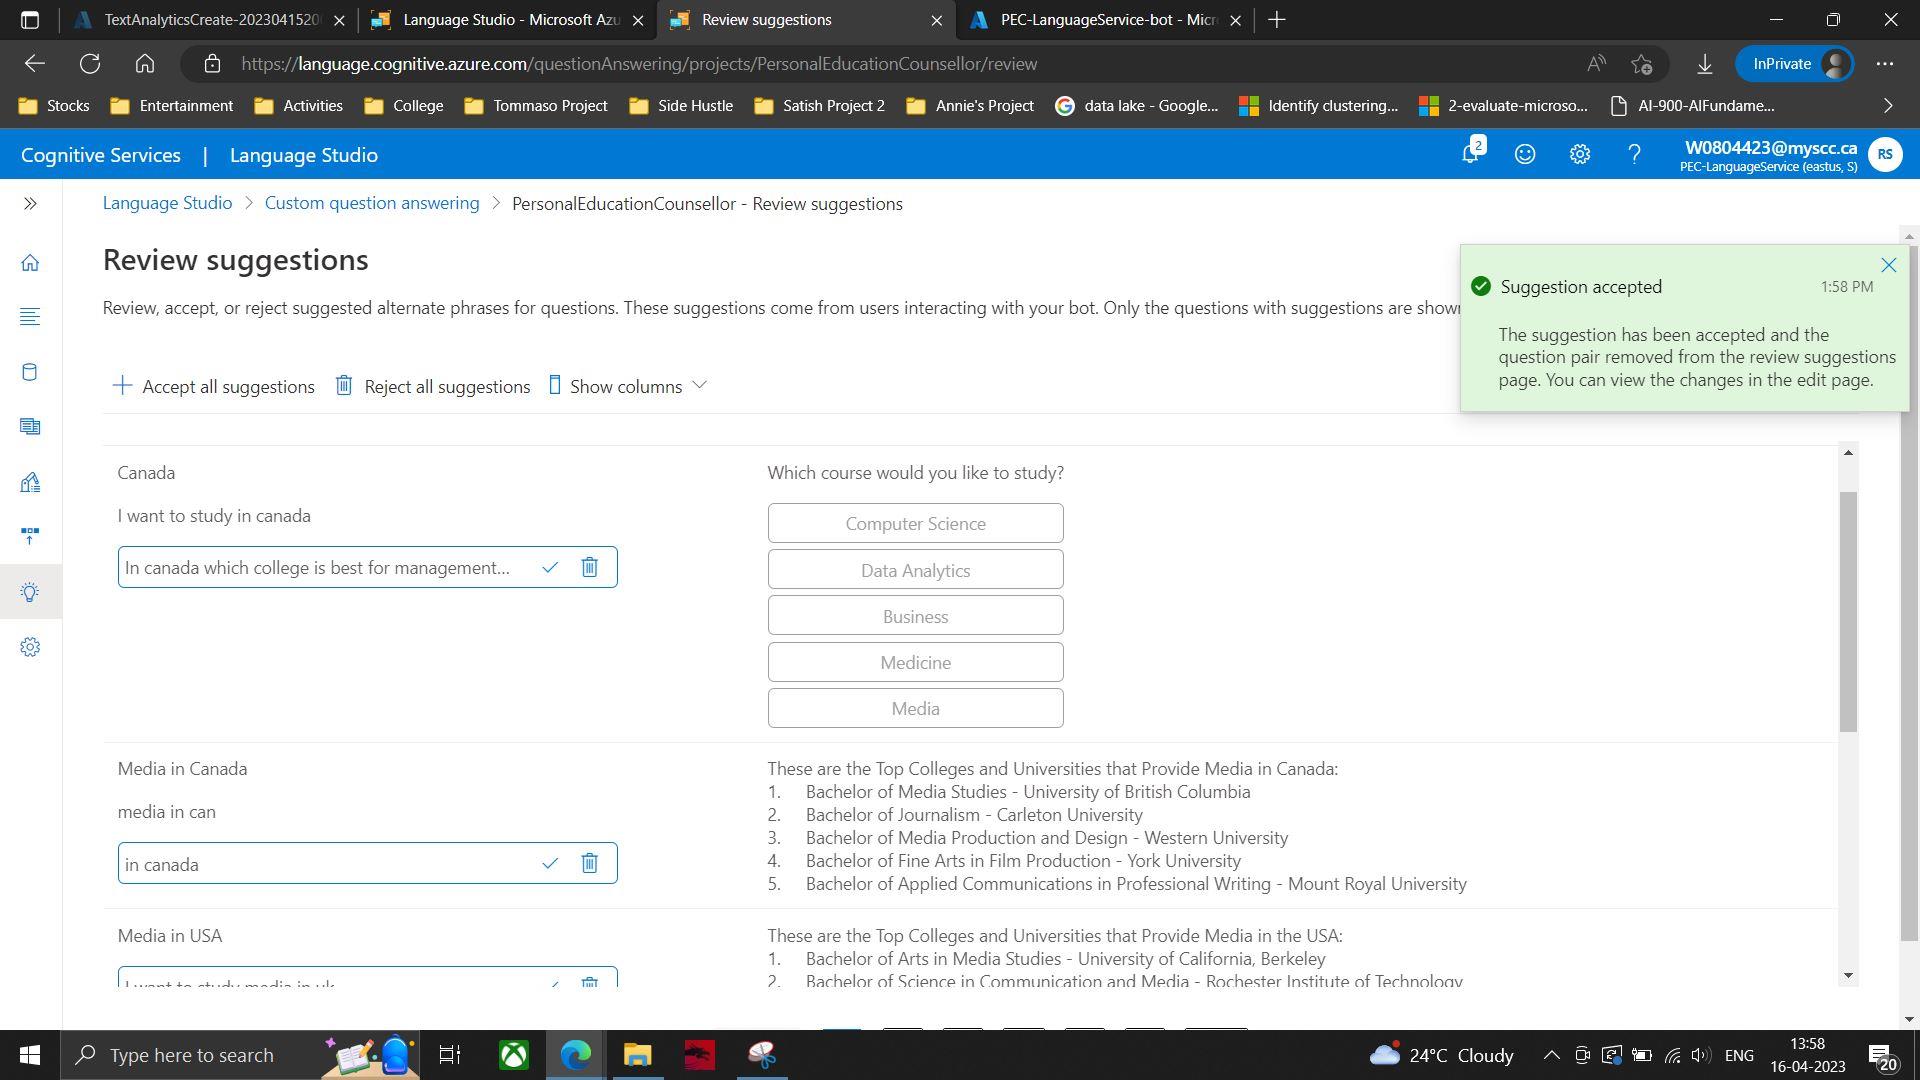 TextAnalyticsCreate-2023041520
Language Studio - Microsoft Azu
Review suggestions
PEC-LanguageService-bot - Micr
https://language.cognitive.azure.com/questionAnswering/projects/PersonalEducationCounsellor/review
InPrivate
Stocks
Entertainment
Activities
College
Tommaso Project
Side Hustle
Satish Project 2
Annie's Project
data lake - Google...
Identify clustering...
2-evaluate-microso...
AI-900-AIFundame...
Cognitive Services | Language Studio
2
W0804423@myscc.ca
PEC-LanguageService (eastus, S)
RS
Language Studio > Custom question answering > PersonalEducationCounsellor - Review suggestions
Review suggestions
Review, accept, or reject suggested alternate phrases for questions. These suggestions come from users interacting with your bot. Only the questions with suggestions are show
Suggestion accepted
1:58 PM
The suggestion has been accepted and the
question pair removed from the review suggestions
page. You can view the changes in the edit page.
Accept all suggestions
Reject all suggestions
Show columns
Canada
I want to study in canada
In canada which college is best for management...
Which course would you like to study?
Computer Science
Data Analytics
Business
Medicine
Media
Media in Canada
media in can
in canada
These are the Top Colleges and Universities that Provide Media in Canada:
1. Bachelor of Media Studies - University of British Columbia
2. Bachelor of Journalism - Carleton University
3. Bachelor of Media Production and Design - Western University
4. Bachelor of Fine Arts in Film Production - York University
5. Bachelor of Applied Communications in Professional Writing - Mount Royal University
Media in USA
I want to study media in uk
These are the Top Colleges and Universities that Provide Media in the USA:
1. Bachelor of Arts in Media Studies - University of California, Berkeley
2. Bachelor of Science in Communication and Media - Rochester Institute of Technology
Type here to search
24°C Cloudy
ENG
13:58
16-04-2023
20